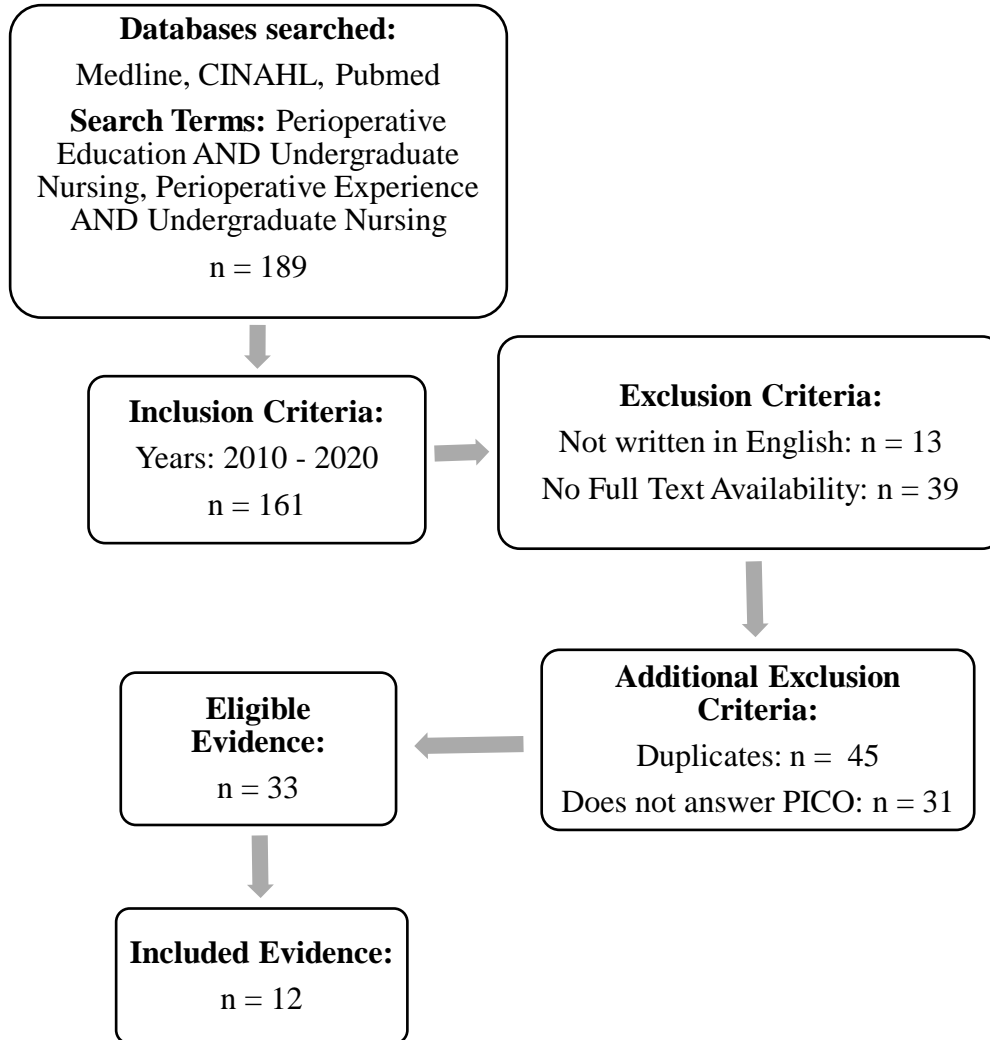 Databases searched:
Medline, CINAHL, Pubmed
Search Terms: Perioperative
Education AND Undergraduate
Nursing, Perioperative Experience
AND Undergraduate Nursing
n = 189
Inclusion Criteria:
Years: 2010 - 2020
n = 161
Exclusion Criteria:
Not written in English: n = 13
No Full Text Availability: n = 39
Additional Exclusion
Criteria:
Duplicates: n = 45
Does not answer PICO: n = 31
Eligible
Evidence:
n = 33
Included Evidence:
n = 12